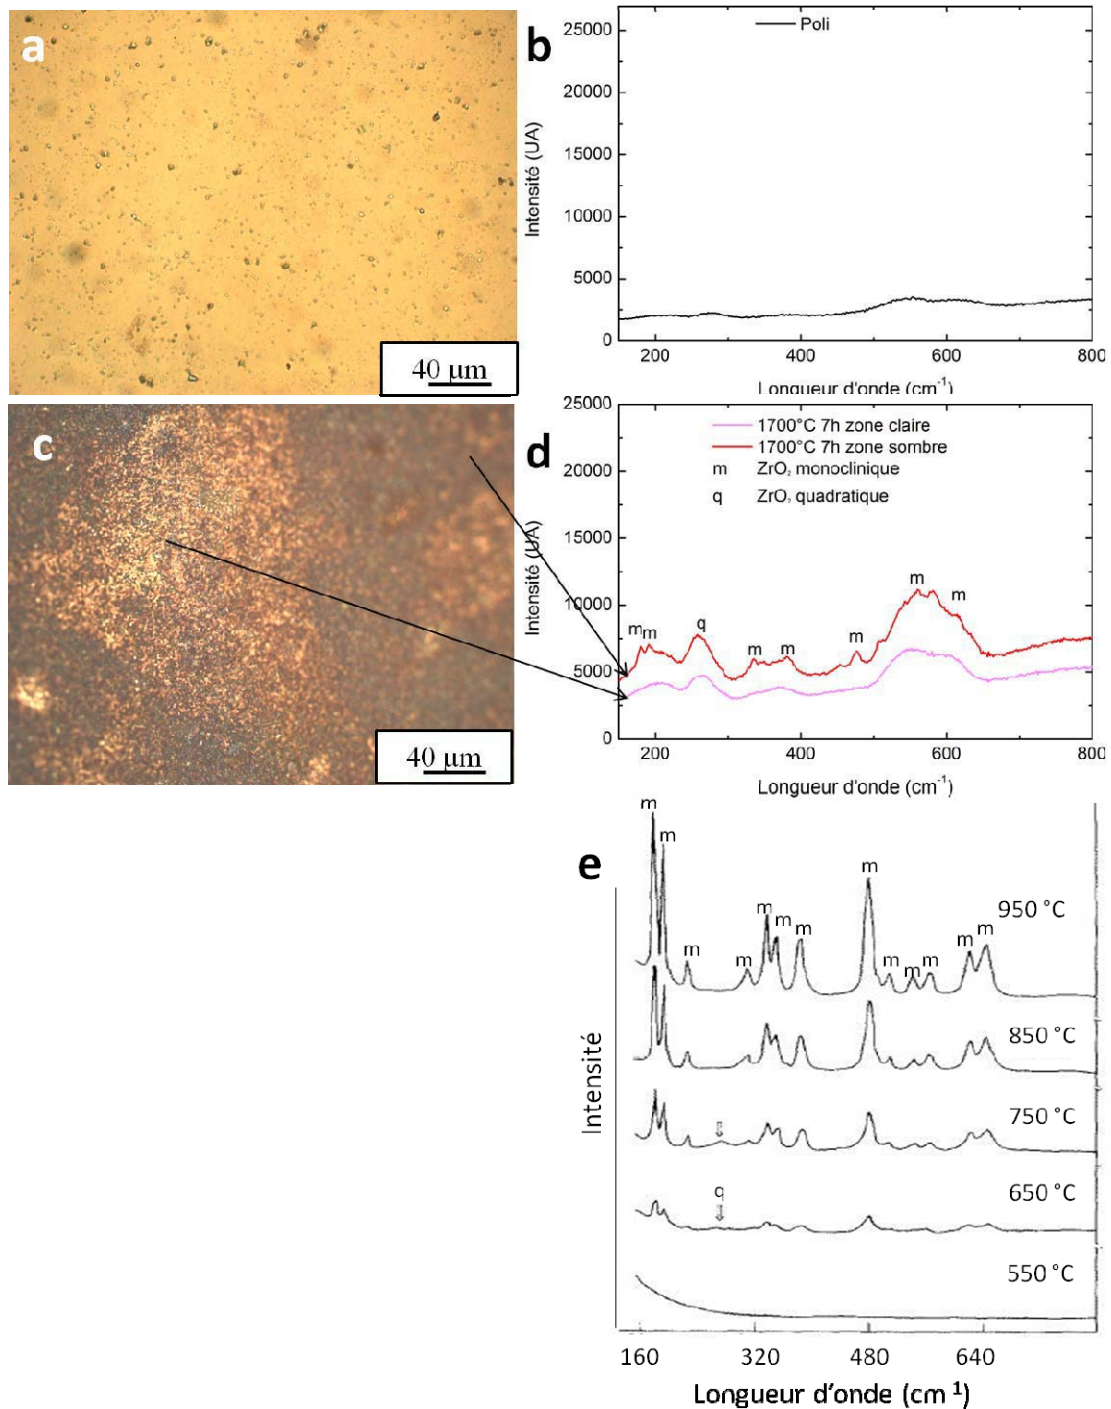 a
40 µm
b
Poli
25000
20000
15000
10000
5000
0
Intensité (UA)
200
400
600
800
Longueur d'onde (cm-1)
c
40 µm
d
1700°C 7h zone claire
1700°C 7h zone sombre
m ZrO2 monoclinique
q ZrO2 quadratique
25000
20000
15000
10000
5000
0
Intensité (UA)
m
m
q
m
m
m
m
m
200
400
600
800
Longueur d'onde (cm-1)
e
m
m
m
m
m
m
m
m
m
m
m
m
m
950 °C
850 °C
750 °C
q
650 °C
550 °C
Intensité
160
320
480
640
Longueur d'onde (cm-1)